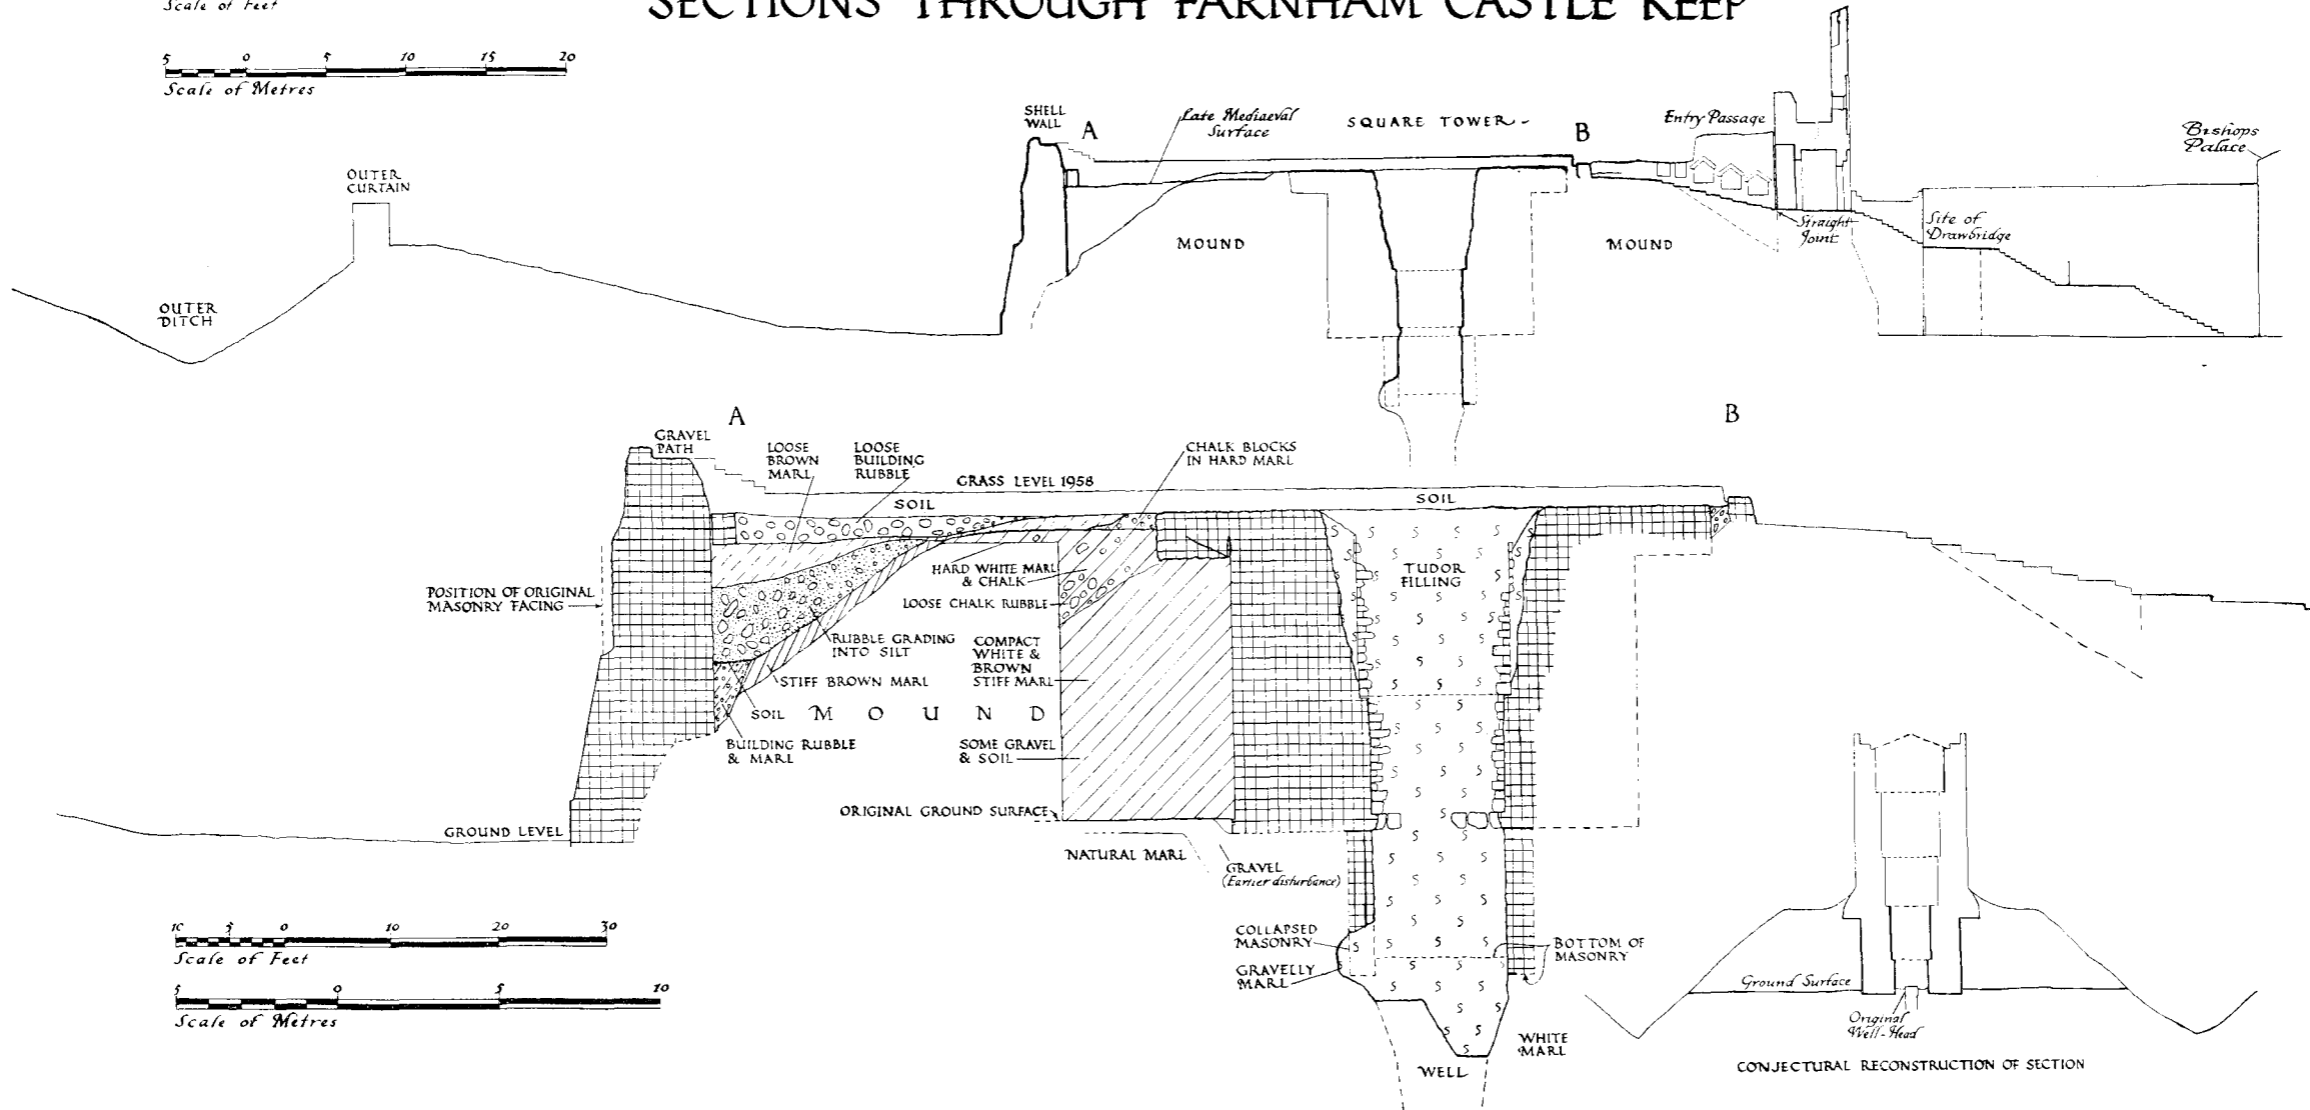 Scale of Feet
SECTIONS THROUGH FARNHAM CASTLE KEEP
5 0 5 10 15 20
Scale of Metres
OUTER
CURTAIN
OUTER
DITCH
SHELL
WALL
A
Late Mediaeval
Surface
SQUARE TOWER
B
Entry Passage
Bishops
Palace
MOUND
MOUND
Straight
Joint
Site of
Drawbridge
A
B
GRAVEL
PATH
LOOSE
BROWN
MARL
LOOSE
BUILDING
RUBBLE
CHALK BLOCKS
IN HARD MARL
GRASS LEVEL 1958
SOIL
SOIL
POSITION OF ORIGINAL
MASONRY FACING
HARD WHITE MARL
& CHALK
LOOSE CHALK RUBBLE
TUDOR
FILLING
RUBBLE GRADING
INTO SILT
COMPACT
WHITE &
BROWN
STIFF MARL
STIFF BROWN MARL
SOIL
MOUND
BUILDING RUBBLE
& MARL
SOME GRAVEL
& SOIL
ORIGINAL GROUND SURFACE
GROUND LEVEL
NATURAL MARL
GRAVEL
(Earlier disturbance)
COLLAPSED
MASONRY
GRAVELLY
MARL
BOTTOM OF
MASONRY
WHITE
MARL
WELL
10 5 0 10 20 30
Scale of Feet
5 0 5 10
Scale of Metres
Ground Surface
Original
Well-Head
CONJECTURAL RECONSTRUCTION OF SECTION